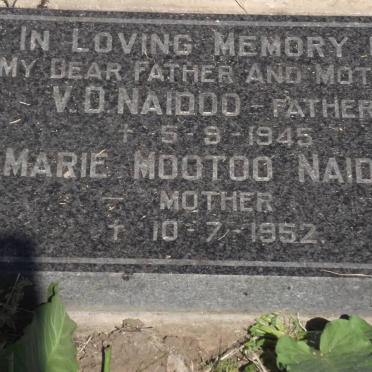 IN LOVING MEMORY
MY DEAR FATHER AND
V.D. NAIDOO - FATHER
† 5-9-1945
MARIE MOOTOO NAID
- MOTHER
† 10-7-1952